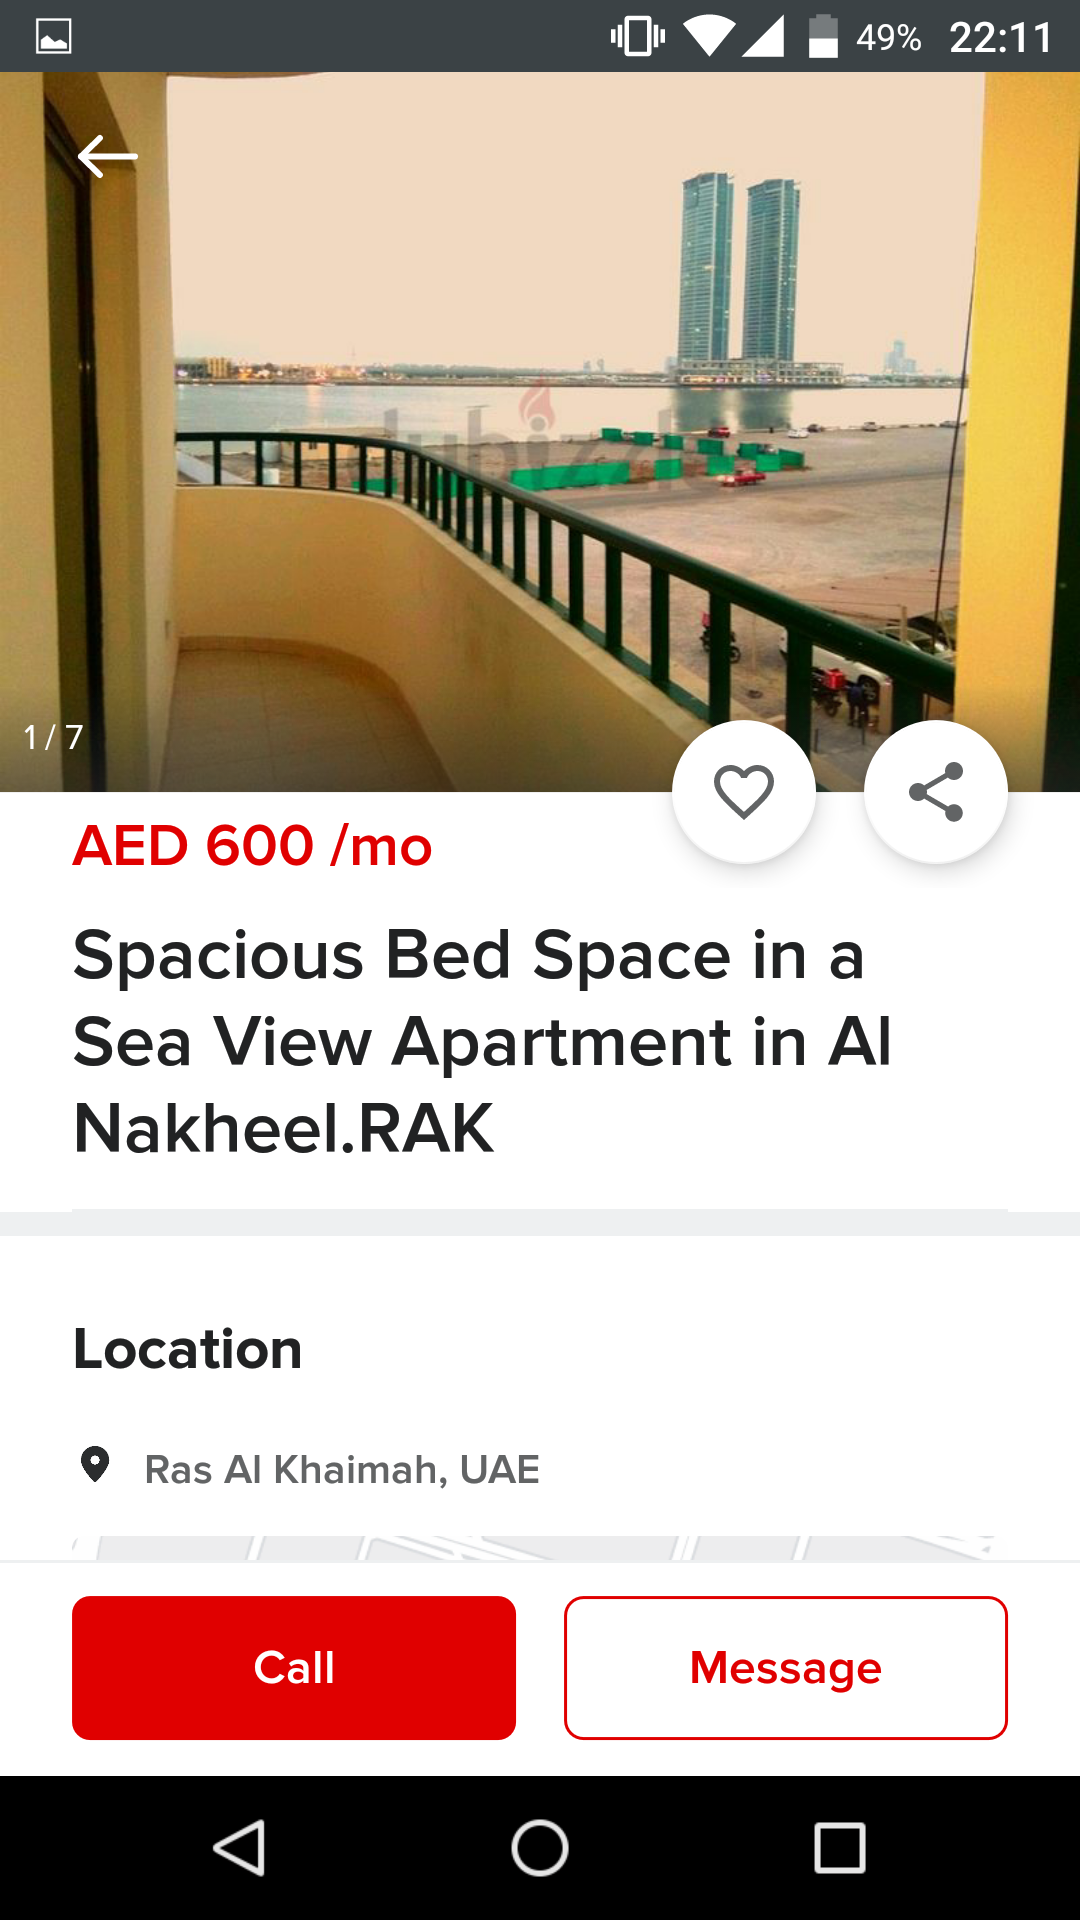 49% 22:11
dubizzle
1 / 7
AED 600 /mo
Spacious Bed Space in a
Sea View Apartment in Al
Nakheel.RAK
Location
Ras Al Khaimah, UAE
Call
Message